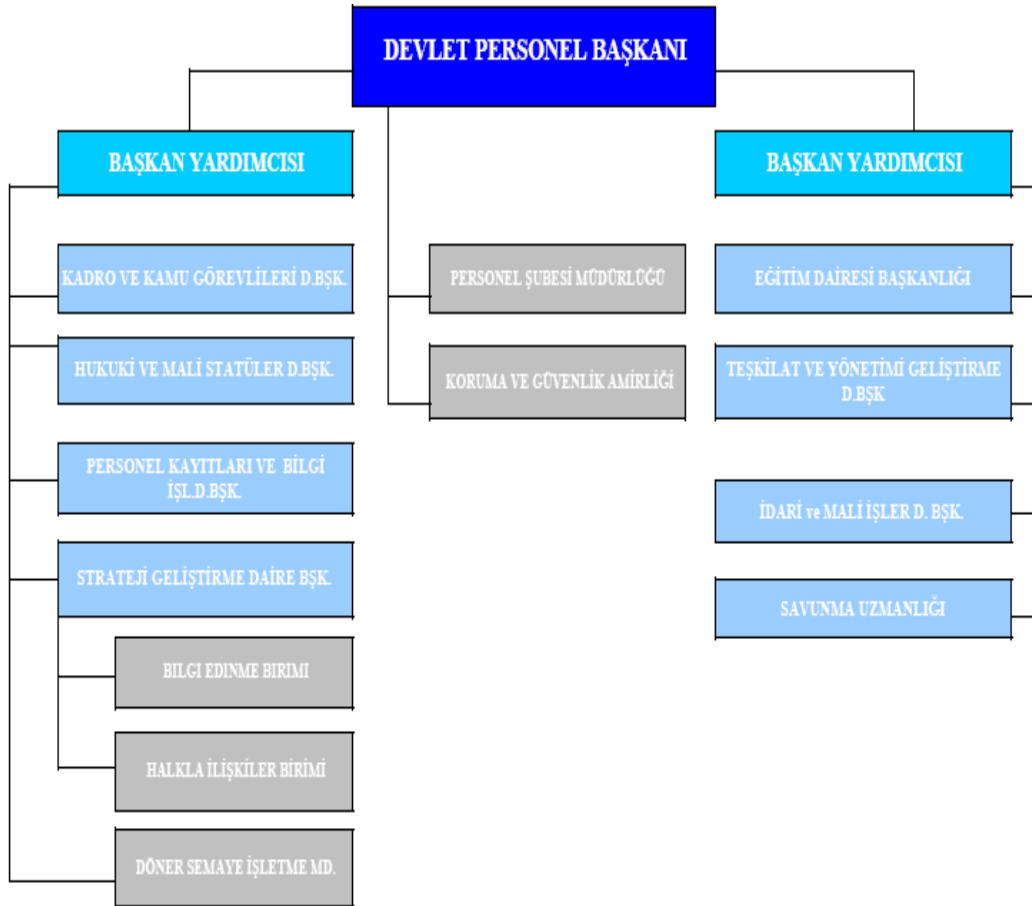 DEVLET PERSONEL BAŞKANI
BAŞKAN YARDIMCISI
KADRO VE KAMU GÖREVLİLERİ D.BŞK.
HUKUKİ VE MALİ STATÜLER D.BŞK.
PERSONEL KAYITLARI VE BİLGİ
İŞL.D.BŞK.
STRATEJİ GELİŞTİRME DAİRE BŞK.
BILGI EDINME BIRIMI
HALKLA İLİŞKİLER BİRİMİ
DÖNER SEMAYE İŞLETME MD.
PERSONEL ŞUBESİ MÜDÜRLÜĞÜ
KORUMA VE GÜVENLİK AMİRLİĞİ
BAŞKAN YARDIMCISI
EĞİTİM DAİRESİ BAŞKANLIĞI
TEŞKİLAT VE YÖNETİMİ GELİŞTİRME
D.BŞK
İDARİ ve MALİ İŞLER D. BŞK.
SAVUNMA UZMANLIĞI